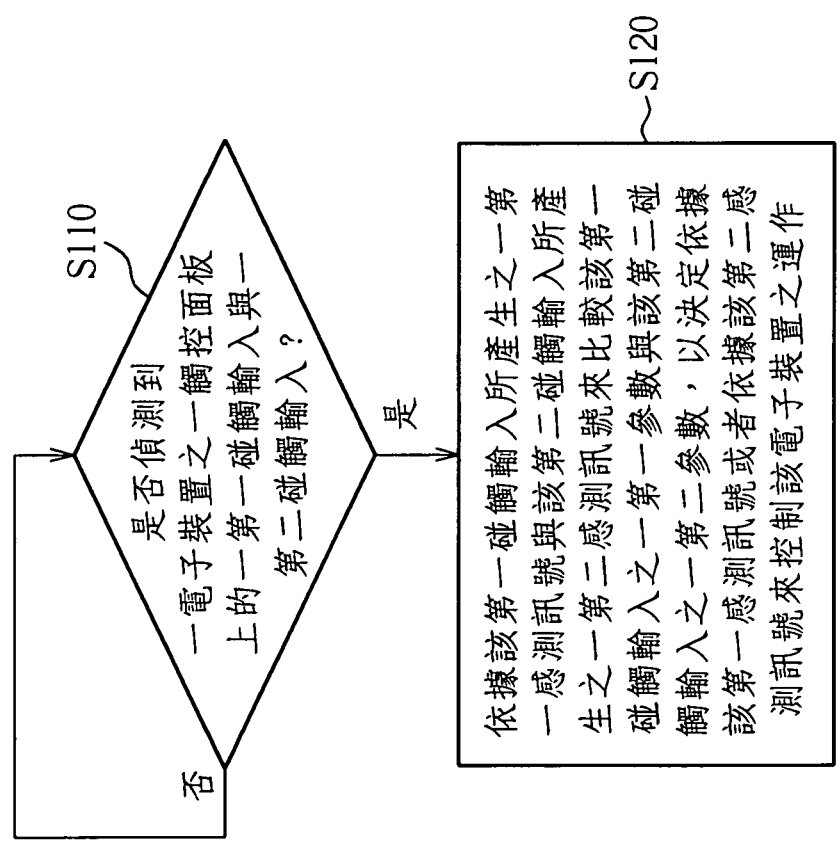 S110
是否偵測到
一電子裝置之一觸控面板
上的一第一碰觸輸入與一
第二碰觸輸入？
否
是
S120
依據該第一碰觸輸入所產生之一第
一感測訊號與該第二碰觸輸入所產
生之一第二感測訊號來比較該第一
碰觸輸入之一第一參數與該第二碰
觸輸入之一第二參數，以決定依據
該第一感測訊號或者依據該第二感
測訊號來控制該電子裝置之運作